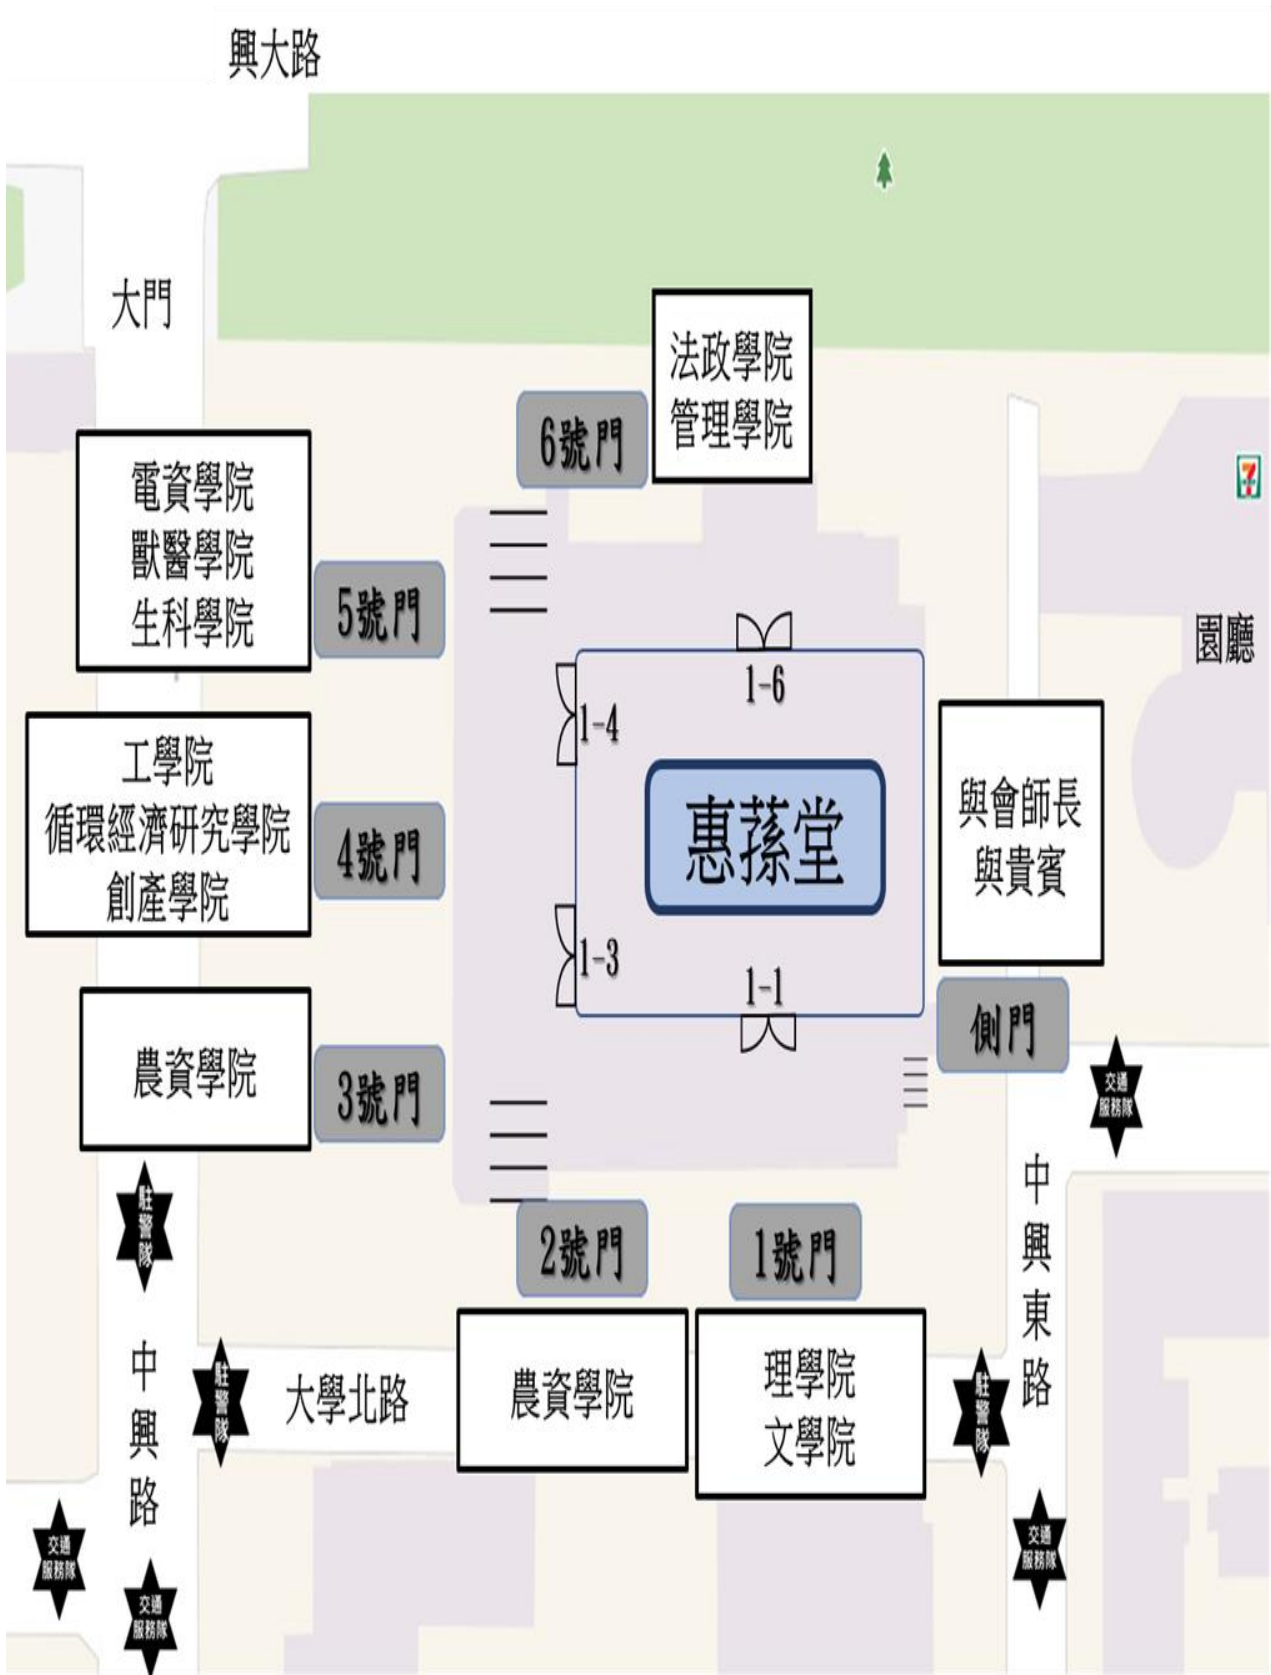 興大路
大門
法政學院
管理學院
6號門
電資學院
獸醫學院
生科學院
5號門
7
園廳
1-6
1-4
工學院
循環經濟研究學院
創產學院
4號門
惠蓀堂
與會師長
與貴賓
1-3
1-1
側門
農資學院
3號門
交通
服務隊
駐警隊
中興東路
2號門
1號門
中興路
駐警隊
大學北路
農資學院
理學院
文學院
駐警隊
交通
服務隊
交通
服務隊
交通
服務隊